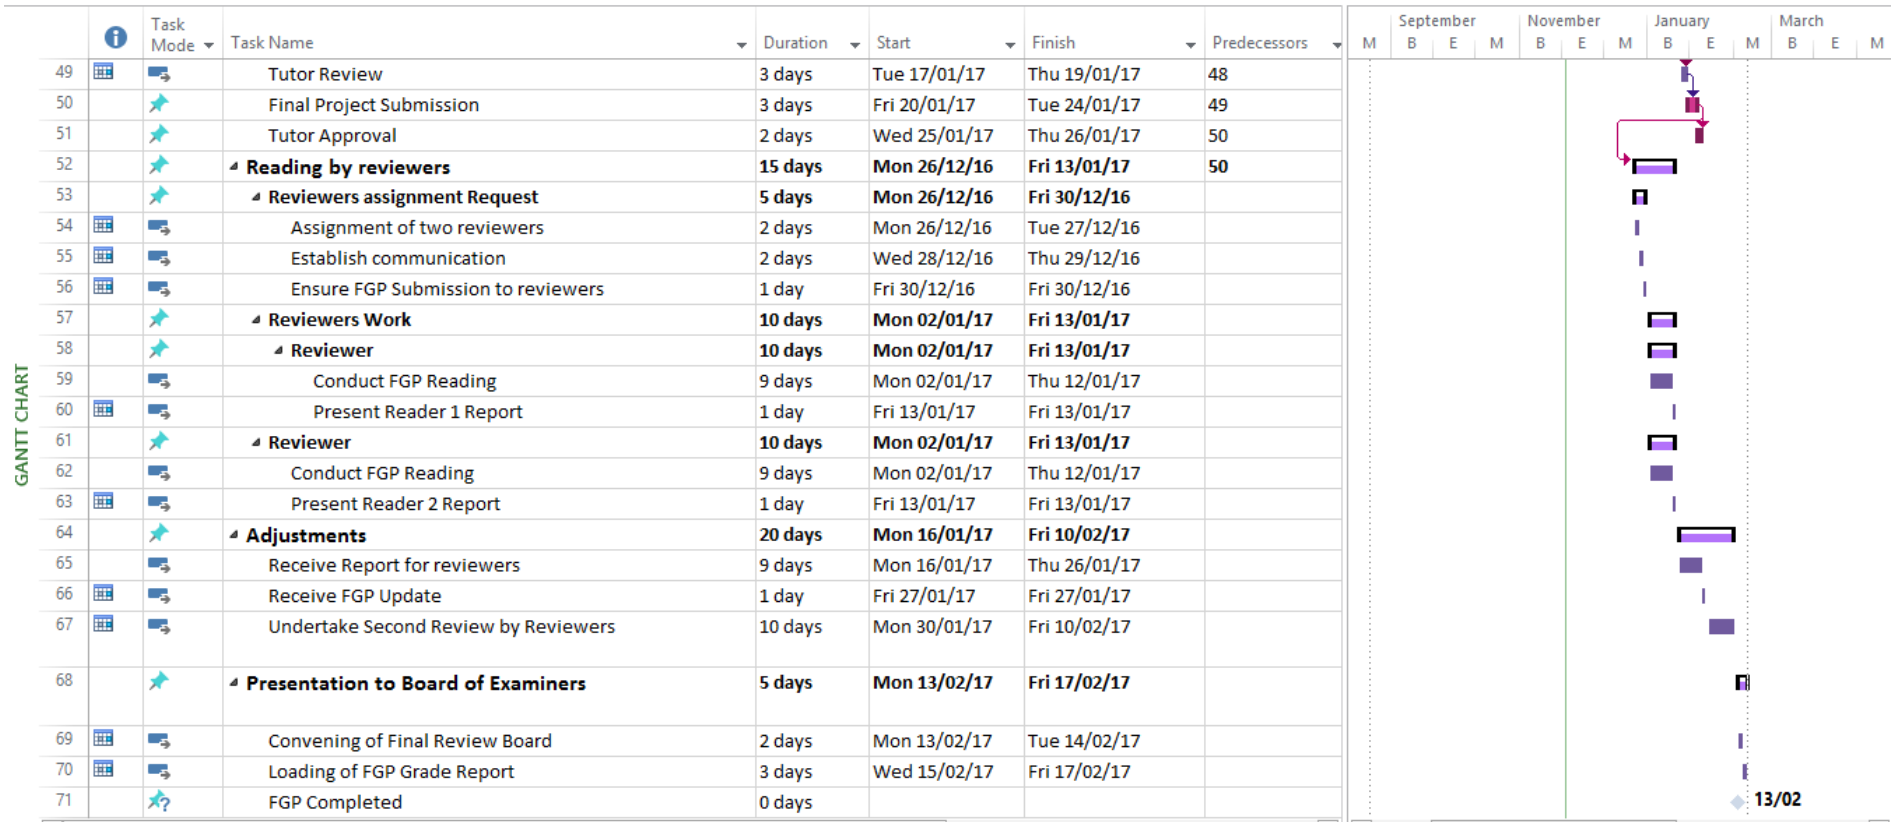 Task Mode Task Name Duration Start Finish Predecessors
September November January March
M B E M B E M B E M B E M
49 Tutor Review 3 days Tue 17/01/17 Thu 19/01/17 48
50 Final Project Submission 3 days Fri 20/01/17 Tue 24/01/17 49
51 Tutor Approval 2 days Wed 25/01/17 Thu 26/01/17 50
52 Reading by reviewers 15 days Mon 26/12/16 Fri 13/01/17 50
53 Reviewers assignment Request 5 days Mon 26/12/16 Fri 30/12/16
54 Assignment of two reviewers 2 days Mon 26/12/16 Tue 27/12/16
55 Establish communication 2 days Wed 28/12/16 Thu 29/12/16
56 Ensure FGP Submission to reviewers 1 day Fri 30/12/16 Fri 30/12/16
57 Reviewers Work 10 days Mon 02/01/17 Fri 13/01/17
58 Reviewer 10 days Mon 02/01/17 Fri 13/01/17
59 Conduct FGP Reading 9 days Mon 02/01/17 Thu 12/01/17
60 Present Reader 1 Report 1 day Fri 13/01/17 Fri 13/01/17
61 Reviewer 10 days Mon 02/01/17 Fri 13/01/17
62 Conduct FGP Reading 9 days Mon 02/01/17 Thu 12/01/17
63 Present Reader 2 Report 1 day Fri 13/01/17 Fri 13/01/17
64 Adjustments 20 days Mon 16/01/17 Fri 10/02/17
65 Receive Report for reviewers 9 days Mon 16/01/17 Thu 26/01/17
66 Receive FGP Update 1 day Fri 27/01/17 Fri 27/01/17
67 Undertake Second Review by Reviewers 10 days Mon 30/01/17 Fri 10/02/17
68 Presentation to Board of Examiners 5 days Mon 13/02/17 Fri 17/02/17
69 Convening of Final Review Board 2 days Mon 13/02/17 Tue 14/02/17
70 Loading of FGP Grade Report 3 days Wed 15/02/17 Fri 17/02/17
71 FGP Completed 0 days 13/02
GANTT CHART